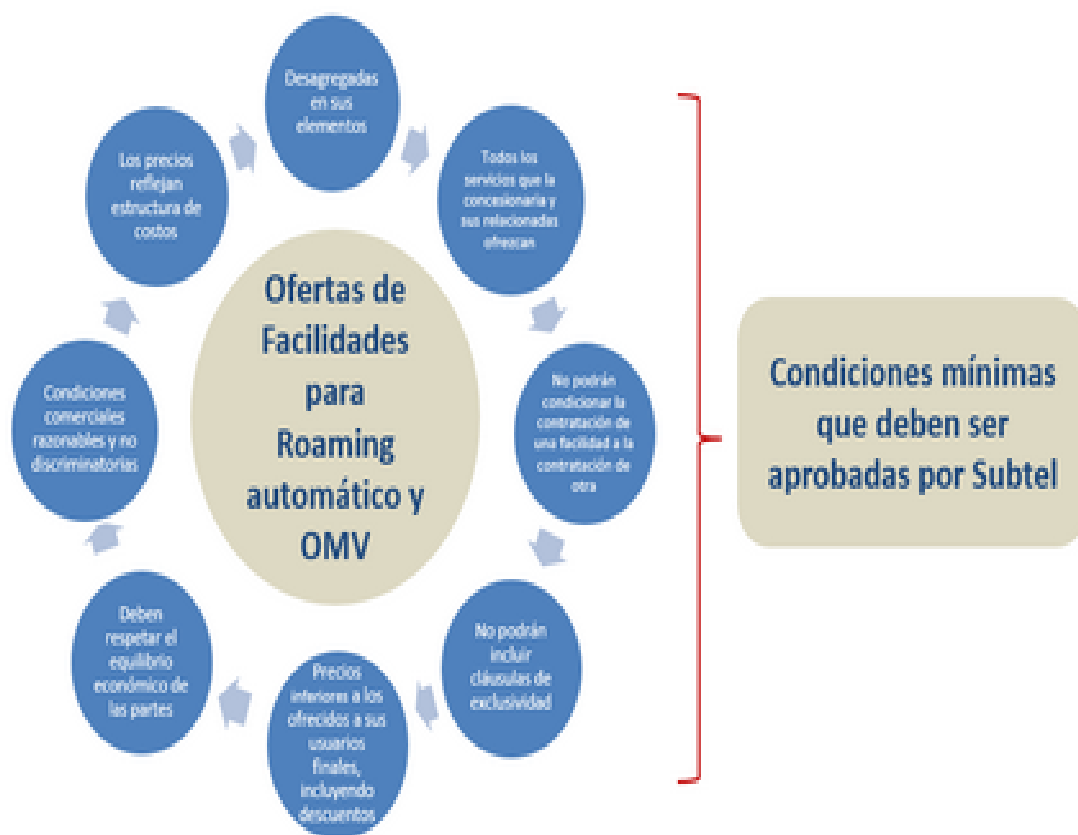 Desagregadas
en sus
elementos
Todos los
servicios que la
concesionaria y
sus relacionadas
ofrezcan
No podrán
condicionar la
contratación de
una facilidad a la
contratación de
otra
No podrán
incluir
cláusulas de
exclusividad
Precios
inferiores a los
ofrecidos a sus
usuarios
finales,
incluyendo
descuentos
Deben
respetar el
equilibrio
económico de
las partes
Condiciones
comerciales
razonables y no
discriminatorias
Los precios
reflejan
estructura de
costos
Ofertas de
Facilidades
para
Roaming
automático y
OMV
Condiciones mínimas
que deben ser
aprobadas por Subtel